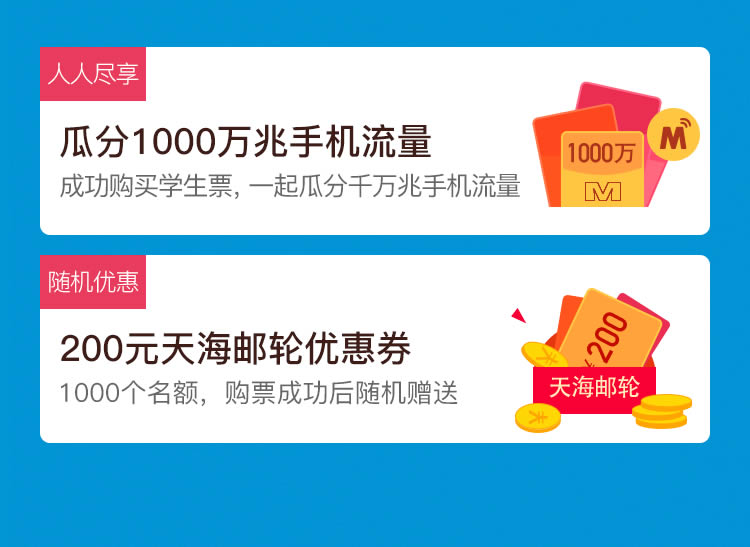 人人尽享
瓜分1000万兆手机流量
成功购买学生票, 一起瓜分千万兆手机流量
1000万
M
M
随机优惠
200元天海邮轮优惠券
1000个名额，购票成功后随机赠送
¥200
天海邮轮